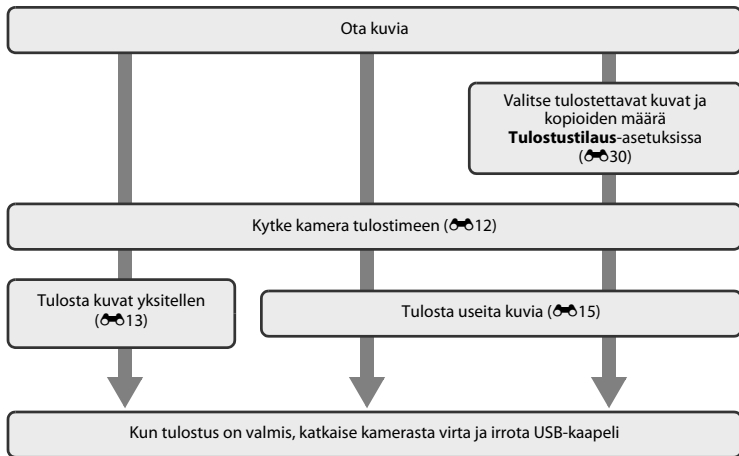 Ota kuvia
Valitse tulostettavat kuvat ja
kopioiden määrä
Tulostustilaus-asetuksissa
(30)
Kytke kamera tulostimeen (12)
Tulosta kuvat yksitellen
(13)
Tulosta useita kuvia (15)
Kun tulostus on valmis, katkaise kamerasta virta ja irrota USB-kaapeli